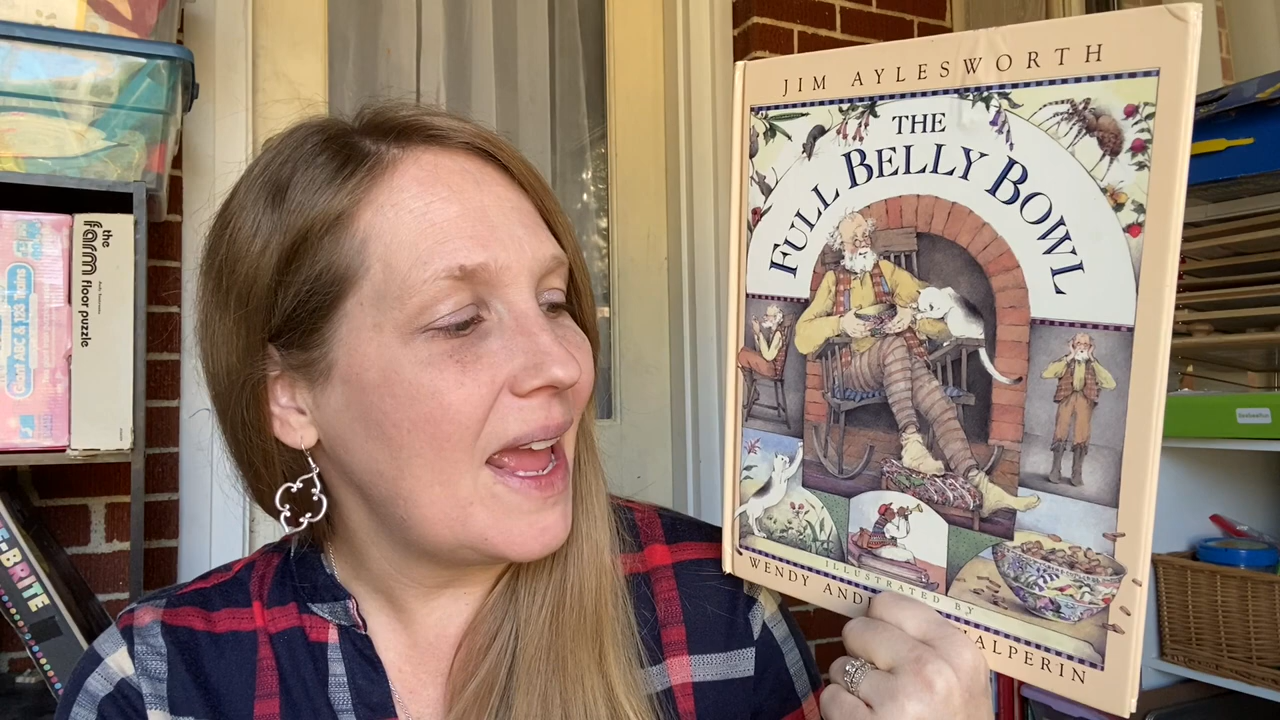 JIM AYLESWORTH
THE
FULL BELLY BOWL
ILLUSTRATED BY
WENDY AND HALPERIN
the
farm floor puzzle
Giant ABC & 123 Trains
E-BRITE